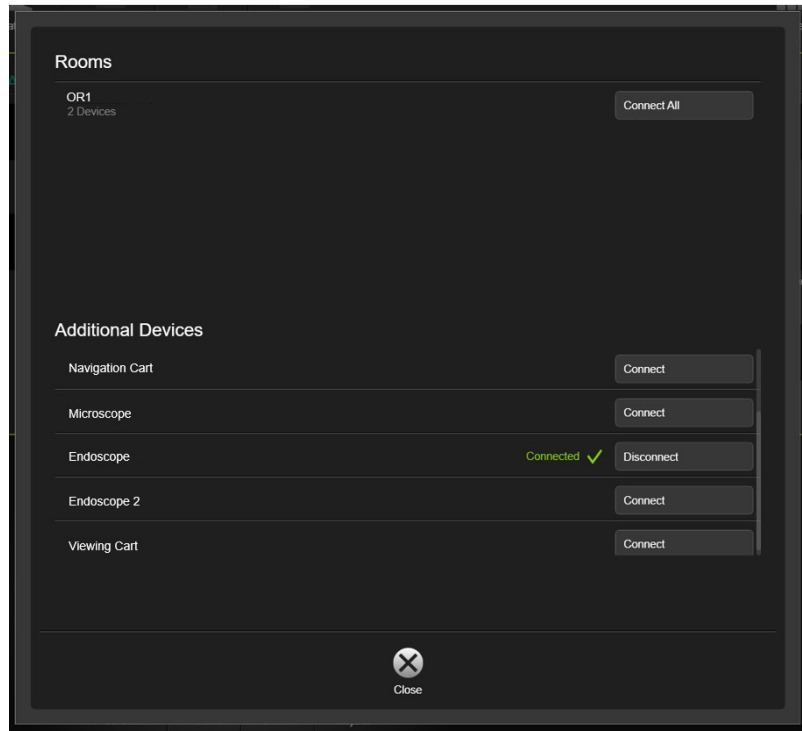 Rooms
OR1
2 Devices
Connect All
Additional Devices
Navigation Cart
Connect
Microscope
Connect
Endoscope
Connected
Disconnect
Endoscope 2
Connect
Viewing Cart
Connect
Close